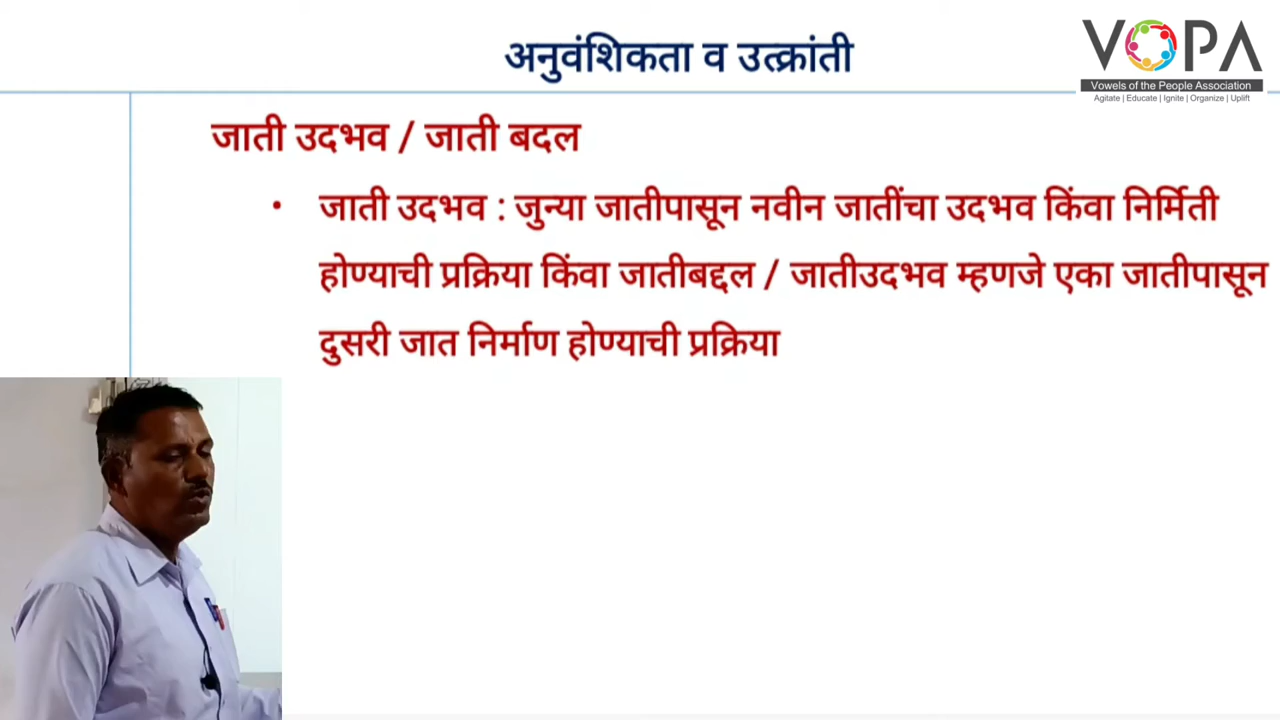 अनुवंशिकता व उत्क्रांती
VOPA
Vowels of the People Association
Agitate | Educate | Ignite | Organize | Uplift
जाती उदभव / जाती बदल
• जाती उदभव : जुन्या जातीपासून नवीन जातींचा उदभव किंवा निर्मिती
होण्याची प्रक्रिया किंवा जातीबद्दल / जातीउदभव म्हणजे एका जातीपासून
दुसरी जात निर्माण होण्याची प्रक्रिया